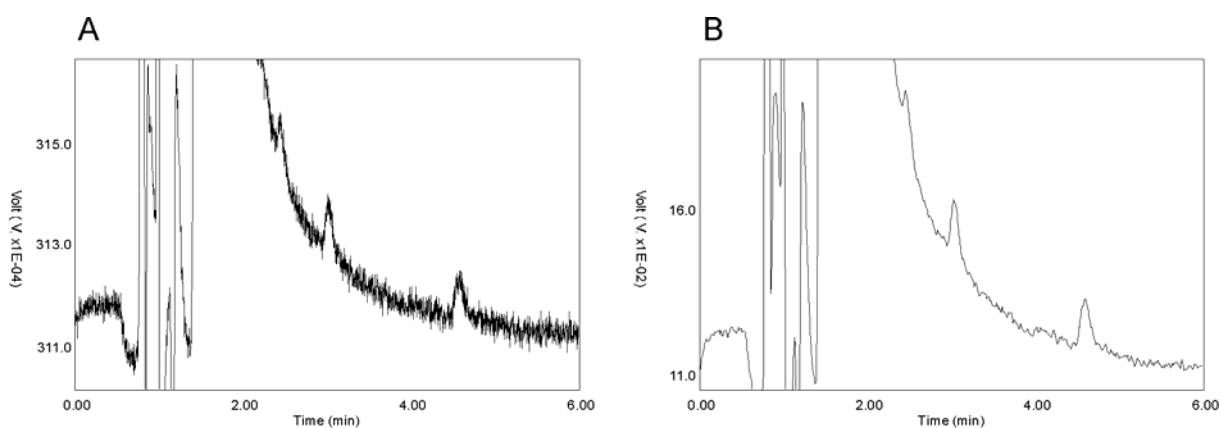 A
315.0
313.0
311.0
Volt ( V. x1E-04)
0.00
2.00
4.00
6.00
Time (min)
B
16.0
11.0
Volt ( V. x1E-02)
0.00
2.00
4.00
6.00
Time (min)